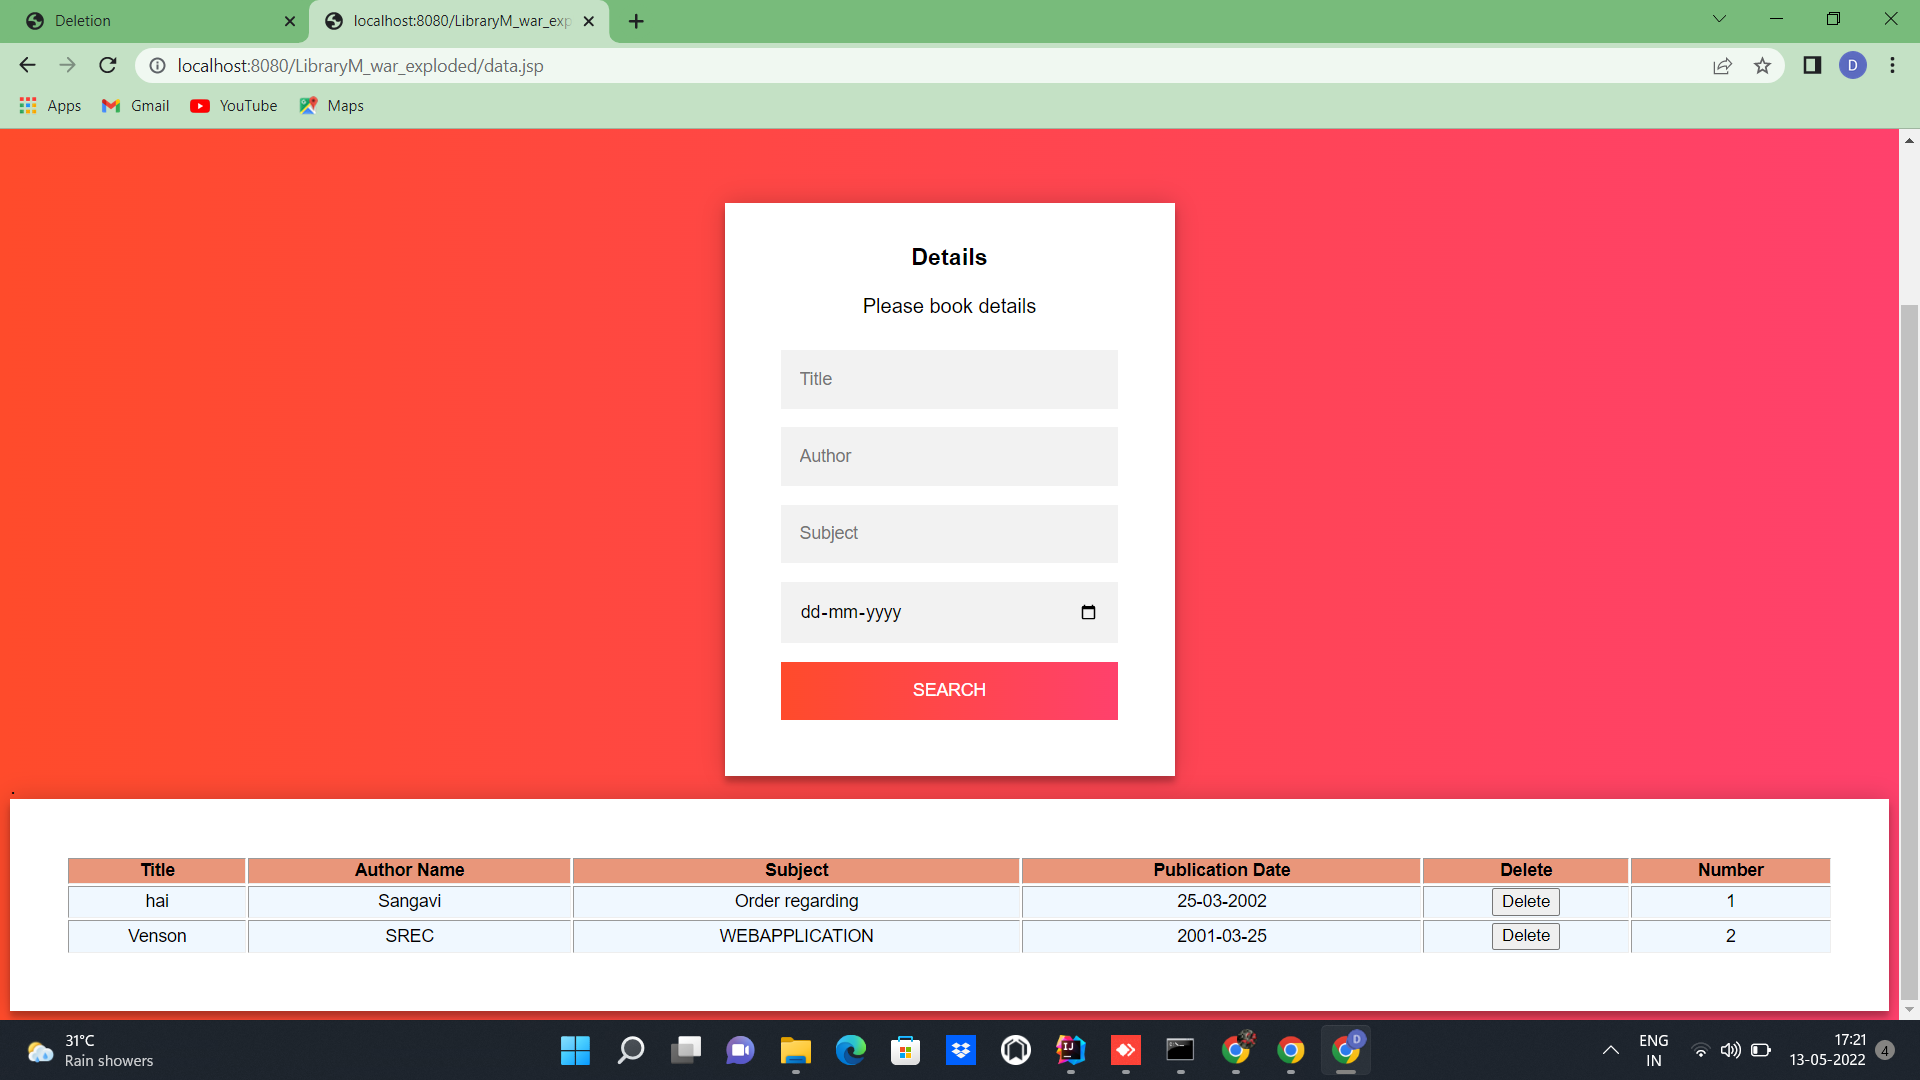 Deletion
localhost:8080/LibraryM_war_exp
localhost:8080/LibraryM_war_exploded/data.jsp
D
Apps Gmail YouTube Maps
Details
Please book details
Title
Author
Subject
dd-mm-yyyy
SEARCH
.
Title Author Name Subject Publication Date Delete Number
hai Sangavi Order regarding 25-03-2002 Delete 1
Venson SREC WEBAPPLICATION 2001-03-25 Delete 2
31°C
Rain showers
IJ
D
ENG
IN
17:21
13-05-2022
4